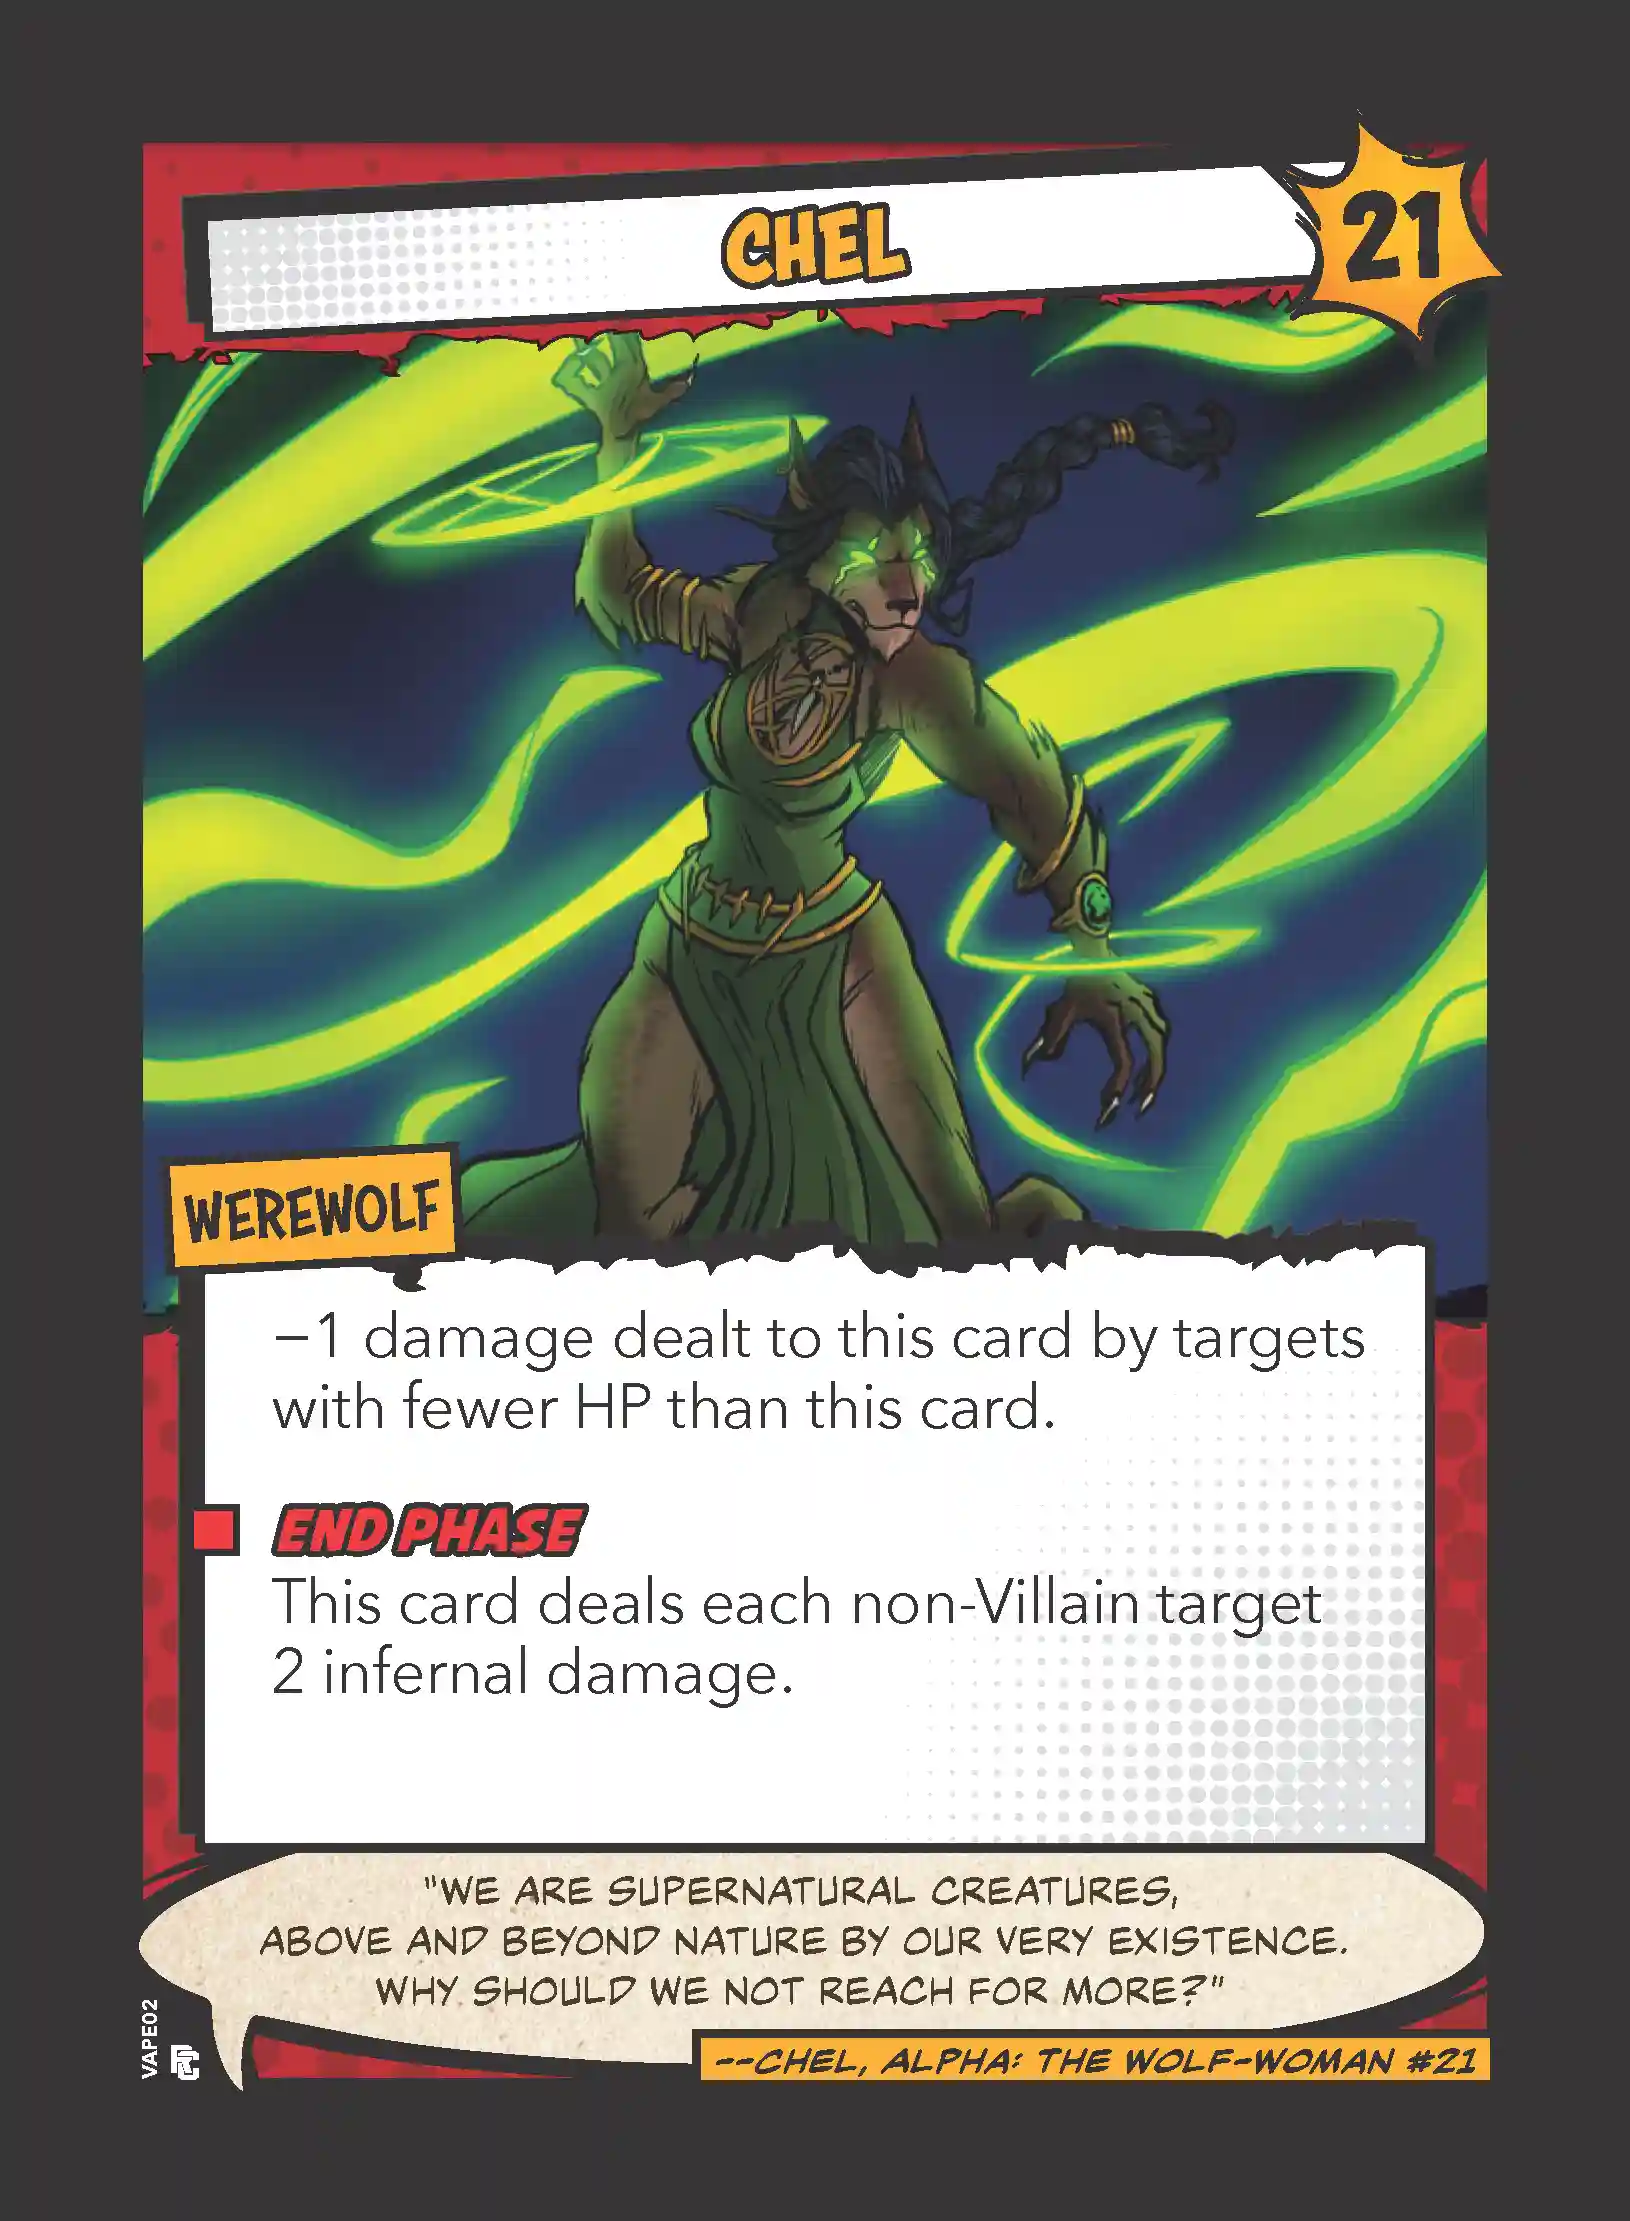 CHEL
21
WEREWOLF
−1 damage dealt to this card by targets
with fewer HP than this card.
END PHASE
This card deals each non-Villain target
2 infernal damage.
"WE ARE SUPERNATURAL CREATURES,
ABOVE AND BEYOND NATURE BY OUR VERY EXISTENCE.
WHY SHOULD WE NOT REACH FOR MORE?"
--CHEL, ALPHA: THE WOLF-WOMAN #21
VAPE02